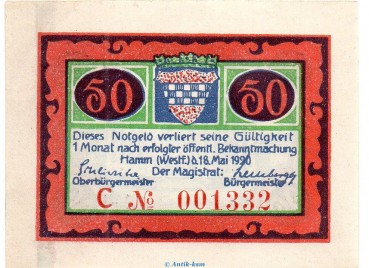 50 50
Dieses Notgeld verliert seine Gültigkeit
1 Monat nach erfolgter öffentl. Bekanntmachung
Hamm (Westf.) d. 18. Mai 1920
Der Magistrat:
Oberbürgermeister Bürgermeister
C No 001332
© Antik-kam